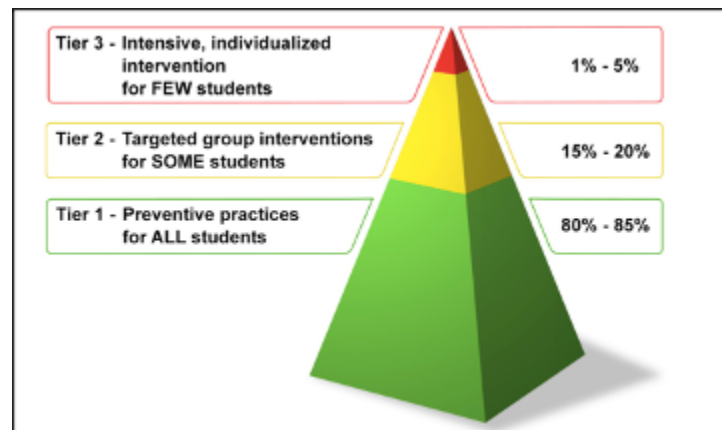 Tier 3 - Intensive, individualized
intervention
for FEW students
1% - 5%
Tier 2 - Targeted group interventions
for SOME students
15% - 20%
Tier 1 - Preventive practices
for ALL students
80% - 85%